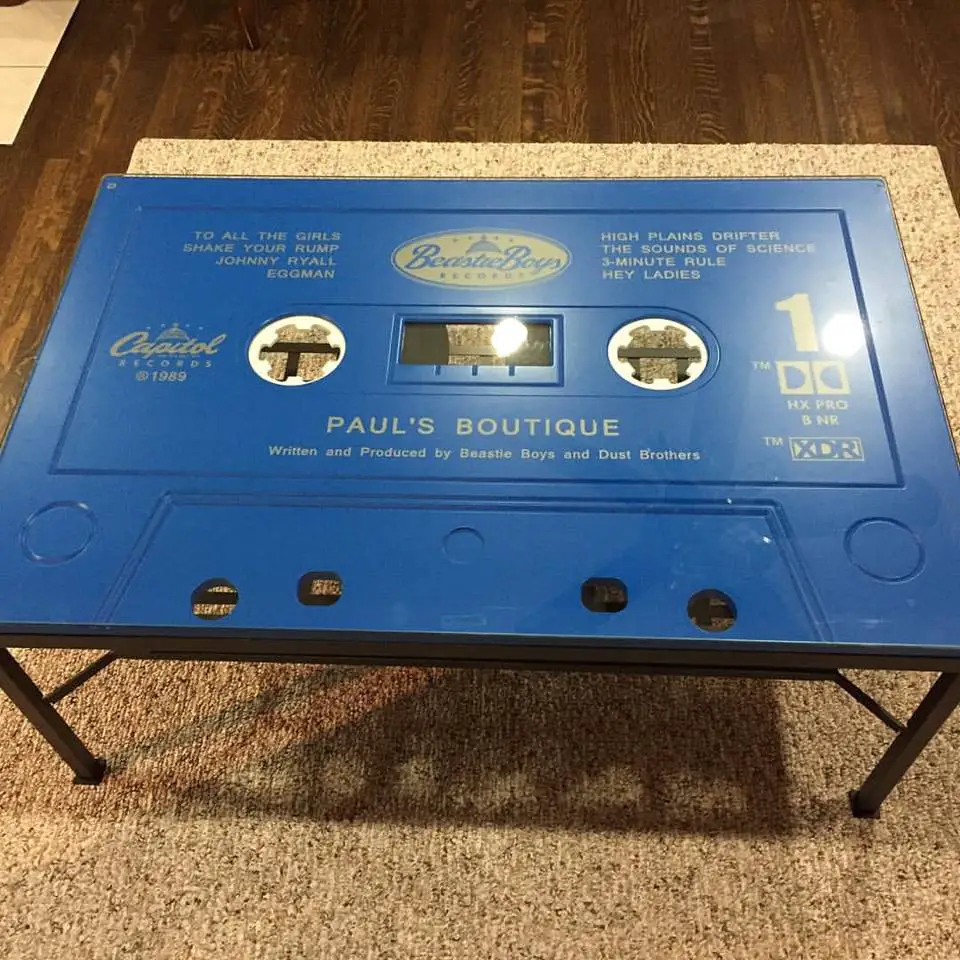 TO ALL THE GIRLS
SHAKE YOUR RUMP
JOHNNY RYALL
EGGMAN
Beastie Boys
RECORDS
HIGH PLAINS DRIFTER
THE SOUNDS OF SCIENCE
3-MINUTE RULE
HEY LADIES
Capitol
RECORDS
℗1989
1
TM
HX PRO
B NR
TM XDR
PAUL'S BOUTIQUE
Written and Produced by Beastie Boys and Dust Brothers